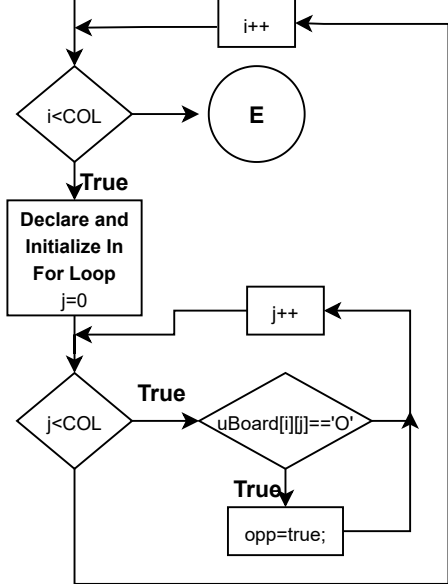 i++
i<COL
E
True
Declare and
Initialize In
For Loop
j=0
j++
True
j<COL
uBoard[i][j]=='O'
True
opp=true;